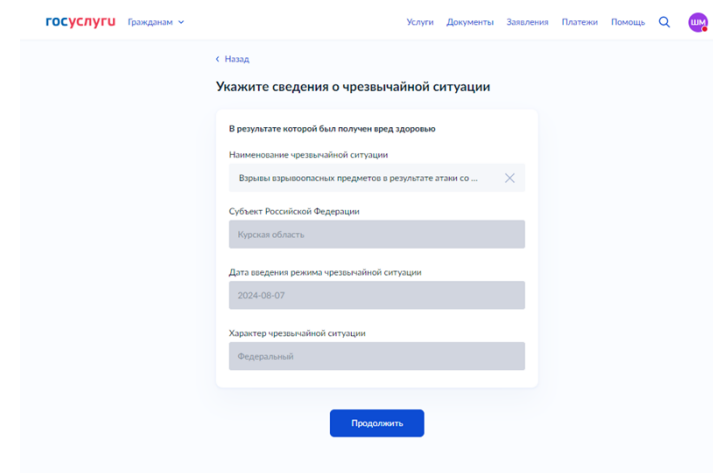 госуслуги Гражданам Услуги Документы Заявления Платежи Помощь ШМ
Назад
Укажите сведения о чрезвычайной ситуации
В результате которой был получен вред здоровью
Наименование чрезвычайной ситуации
Взрывы взрывоопасных предметов в результате атаки со ...
Субъект Российской Федерации
Курская область
Дата введения режима чрезвычайной ситуации
2024-08-07
Характер чрезвычайной ситуации
Федеральный
Продолжить